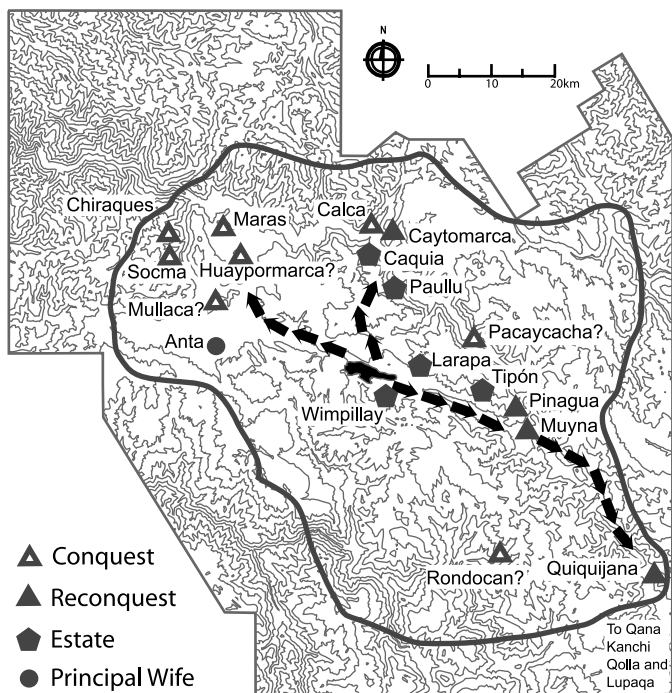 N
0 10 20km
Chiraques
Maras
Calca
Caytomarca
Socma
Huaypormarca?
Caquia
Paullu
Mullaca?
Anta
Pacaycacha?
Larapa
Tipón
Wimpillay
Pinagua
Muyna
Rondocan?
Quiquijana
Conquest
Reconquest
Estate
Principal Wife
To Qana
Kanchi
Qolla and
Lupaqa